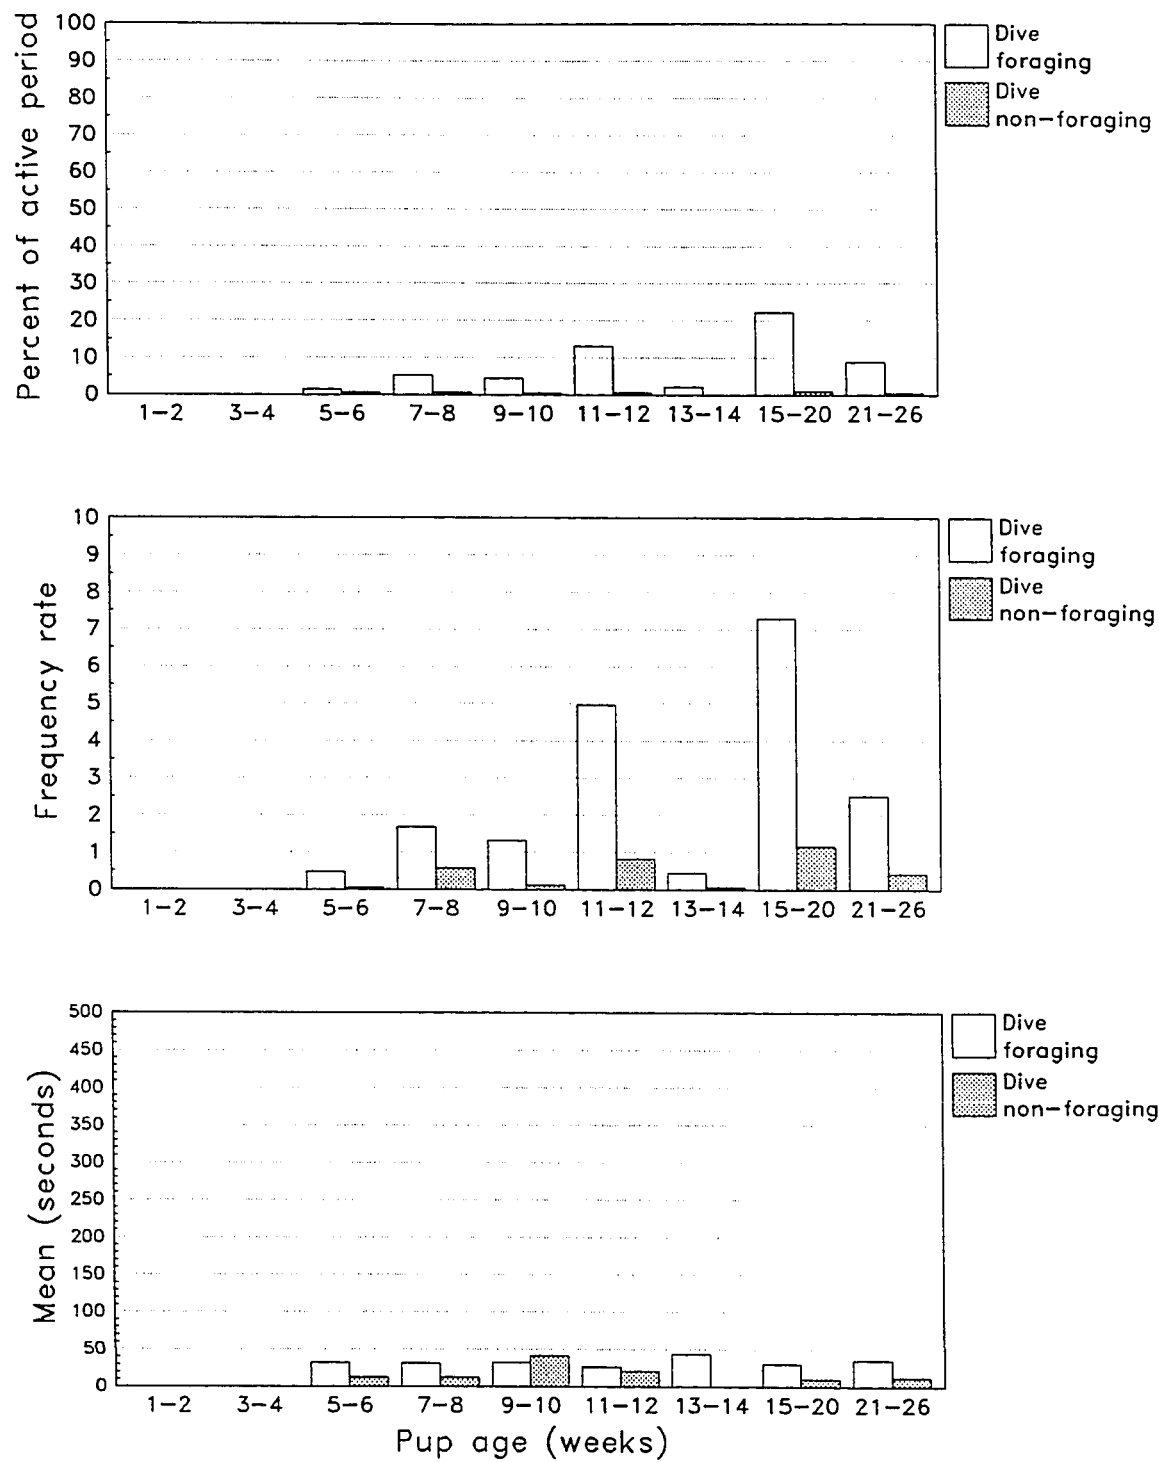 Percent of active period
100
90
80
70
60
50
40
30
20
10
0
1-2 3-4 5-6 7-8 9-10 11-12 13-14 15-20 21-26
Dive
foraging
Dive
non-foraging
Frequency rate
10
9
8
7
6
5
4
3
2
1
0
1-2 3-4 5-6 7-8 9-10 11-12 13-14 15-20 21-26
Dive
foraging
Dive
non-foraging
Mean (seconds)
500
450
400
350
300
250
200
150
100
50
0
1-2 3-4 5-6 7-8 9-10 11-12 13-14 15-20 21-26
Dive
foraging
Dive
non-foraging
Pup age (weeks)